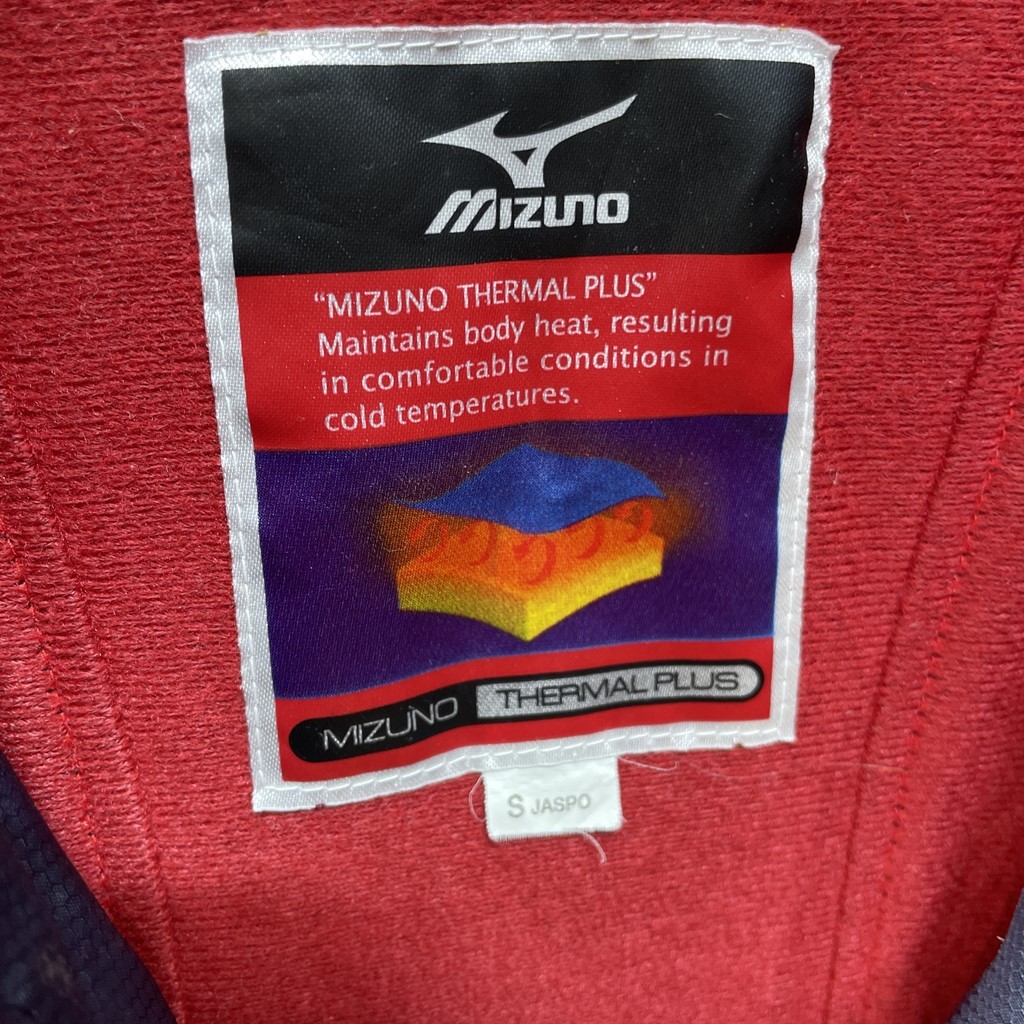 MIZUNO
“MIZUNO THERMAL PLUS”
Maintains body heat, resulting
in comfortable conditions in
cold temperatures.
MIZUNO THERMAL PLUS
S JASPO